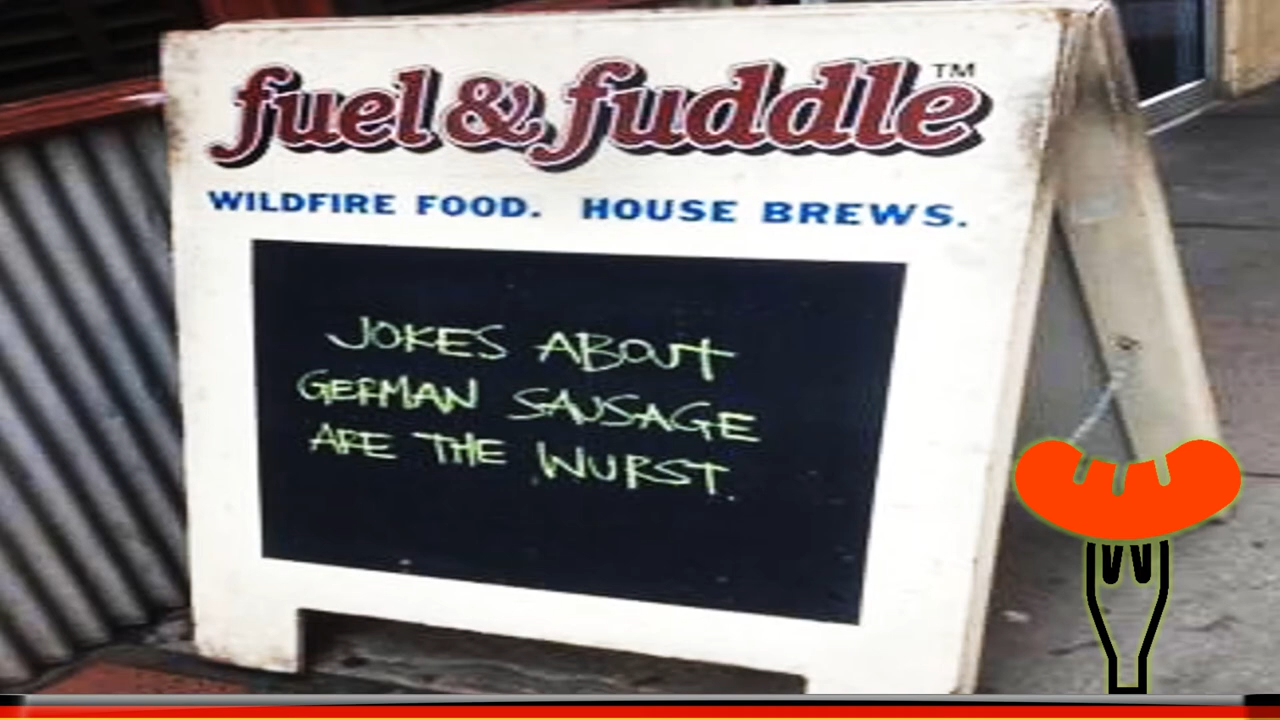 fuel & fuddle™
WILDFIRE FOOD. HOUSE BREWS.
JOKES ABOUT
GERMAN SAUSAGE
ARE THE WURST.